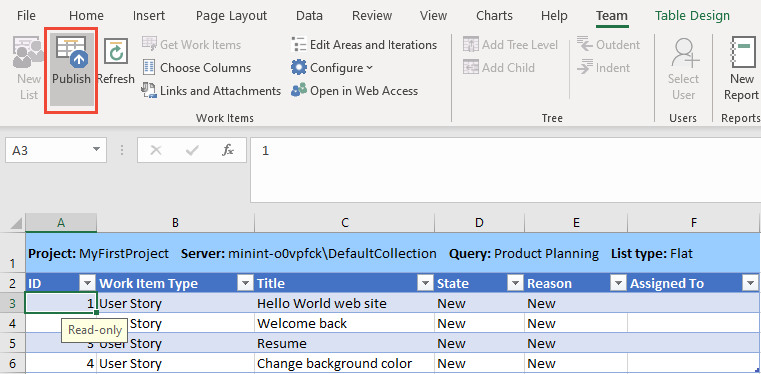 File Home Insert Page Layout Formulas Data Review View Charts Help Team Table Design
New List
Publish
Refresh
Get Work Items
Choose Columns
Links and Attachments
Edit Areas and Iterations
Configure
Open in Web Access
Work Items
Add Tree Level
Add Child
Outdent
Indent
Tree
Select User
Users
New Report
Reports
A3 fx 1
A B C D E F
1 Project: MyFirstProject Server: minint-o0vpfck\DefaultCollection Query: Product Planning List type: Flat
2 ID Work Item Type Title State Reason Assigned To
3 1 User Story Hello World web site New New
4 Story Welcome back New New
5 3 User Story Resume New New
6 4 User Story Change background color New New
Read-only